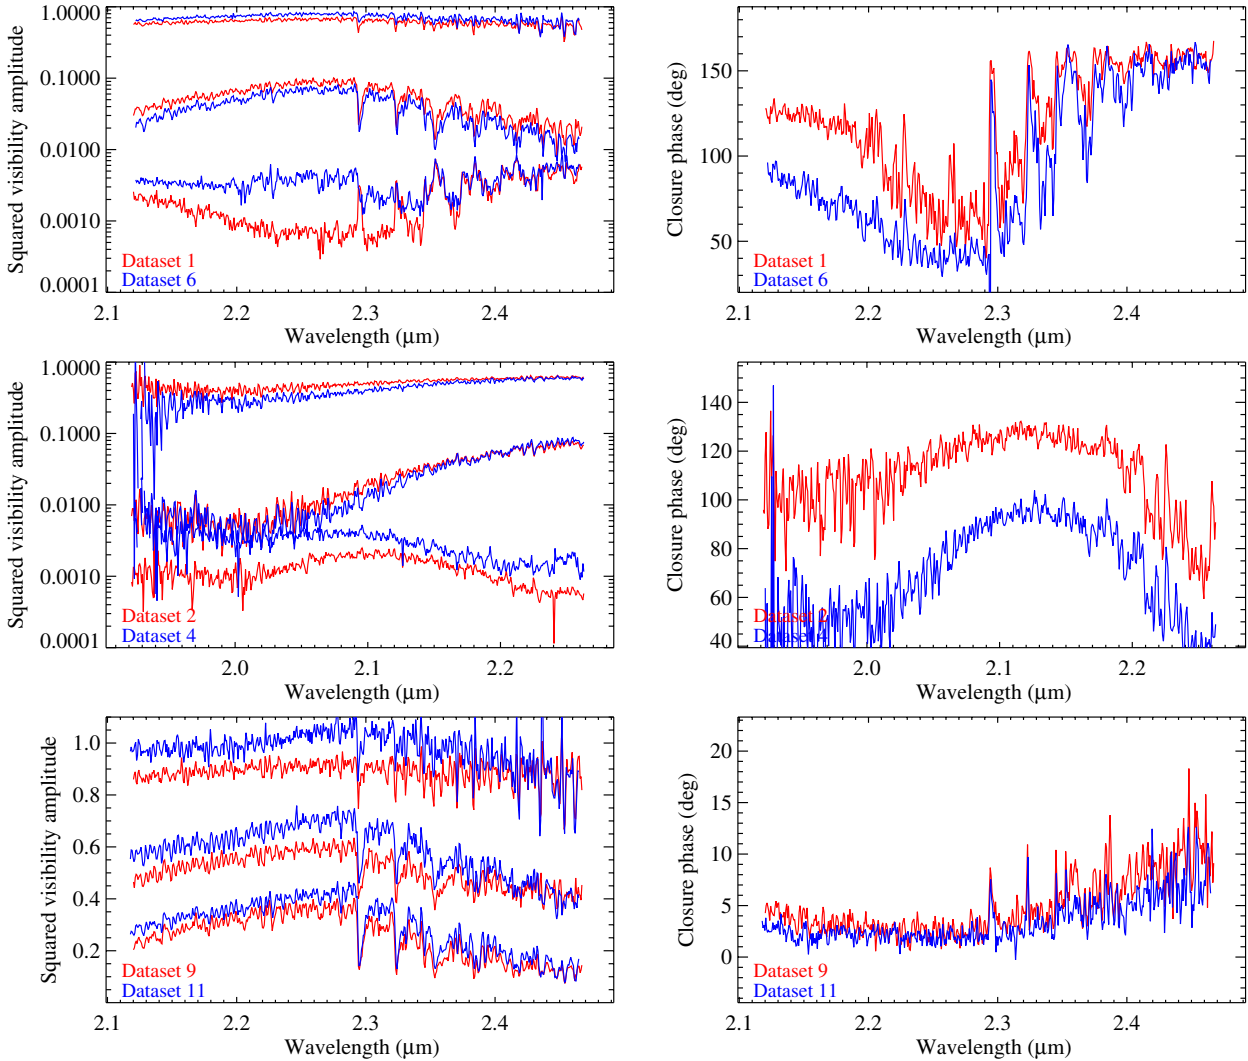 Squared visibility amplitude
1.0000
0.1000
0.0100
0.0010
0.0001
Dataset 1
Dataset 6
2.1 2.2 2.3 2.4
Wavelength (μm)
Closure phase (deg)
150
100
50
Dataset 1
Dataset 6
2.1 2.2 2.3 2.4
Wavelength (μm)
Squared visibility amplitude
1.0000
0.1000
0.0100
0.0010
0.0001
Dataset 2
Dataset 4
2.0 2.1 2.2
Wavelength (μm)
Closure phase (deg)
140
120
100
80
60
40
Dataset 2
Dataset 4
2.0 2.1 2.2
Wavelength (μm)
Squared visibility amplitude
1.0
0.8
0.6
0.4
0.2
Dataset 9
Dataset 11
2.1 2.2 2.3 2.4
Wavelength (μm)
Closure phase (deg)
20
15
10
5
0
Dataset 9
Dataset 11
2.1 2.2 2.3 2.4
Wavelength (μm)